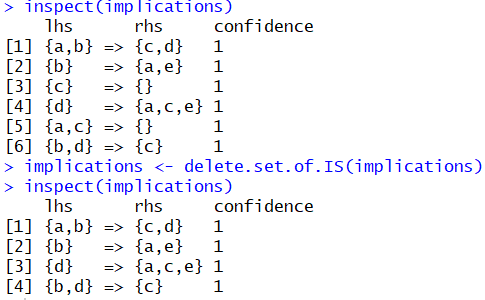 > inspect(implications)
    lhs      rhs     confidence
[1] {a,b} => {c,d}   1
[2] {b}   => {a,e}   1
[3] {c}   => {}      1
[4] {d}   => {a,c,e} 1
[5] {a,c} => {}      1
[6] {b,d} => {c}     1
> implications <- delete.set.of.IS(implications)
> inspect(implications)
    lhs      rhs     confidence
[1] {a,b} => {c,d}   1
[2] {b}   => {a,e}   1
[3] {d}   => {a,c,e} 1
[4] {b,d} => {c}     1